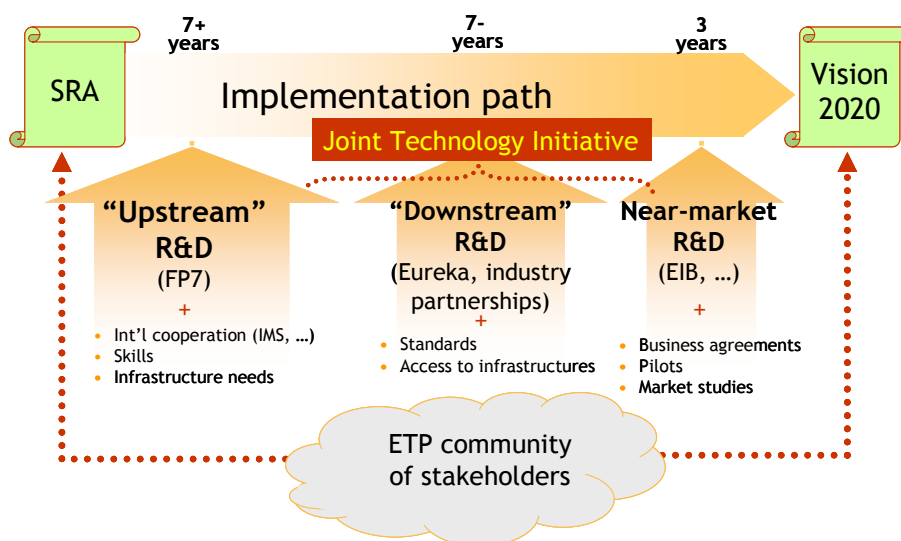 7+
years
7-
years
3
years
SRA
Implementation path
Vision
2020
Joint Technology Initiative
“Upstream”
R&D
(FP7)
+
• Int’l cooperation (IMS, …)
• Skills
• Infrastructure needs
“Downstream”
R&D
(Eureka, industry
partnerships)
+
• Standards
• Access to infrastructures
Near-market
R&D
(EIB, …)
+
• Business agreements
• Pilots
• Market studies
ETP community
of stakeholders